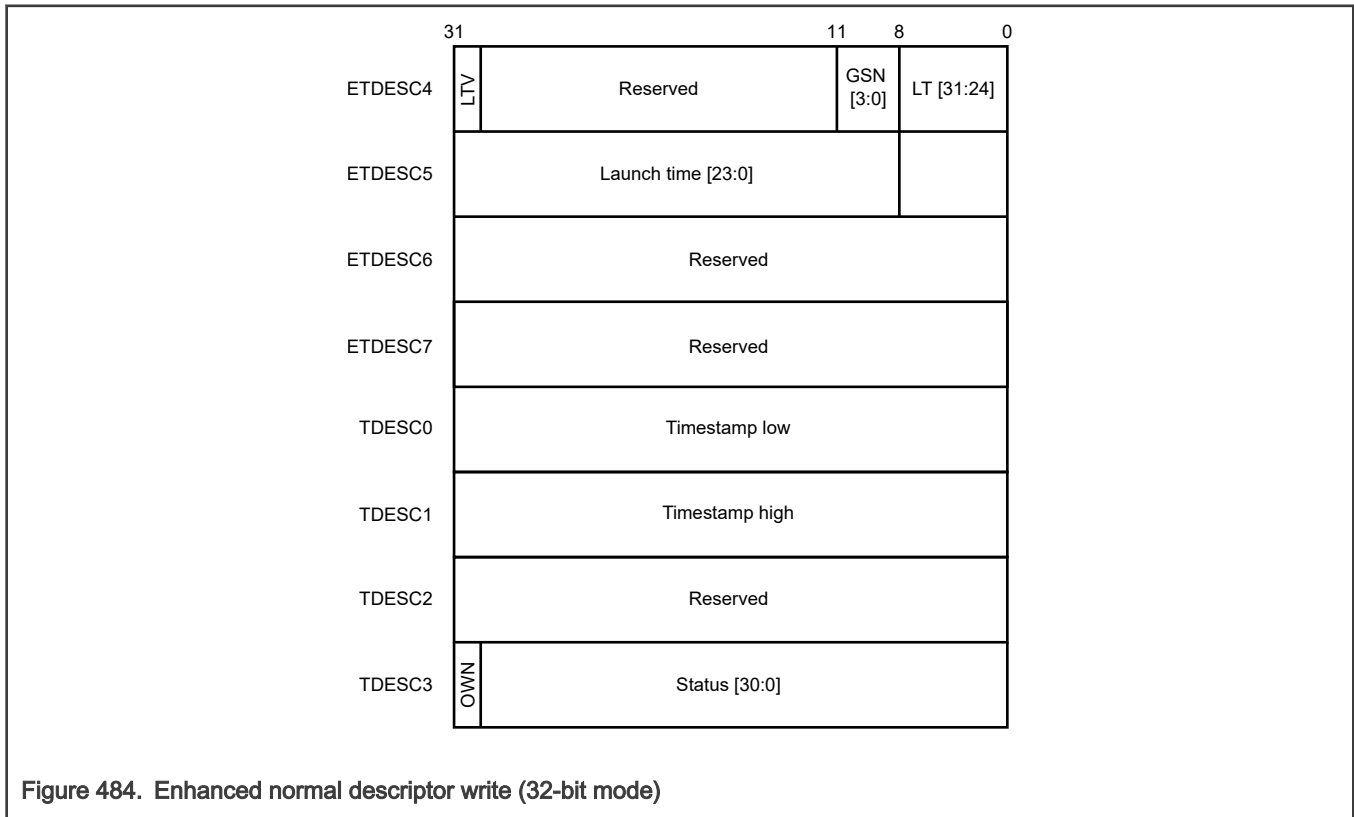 31 11 8 0
ETDESC4 LTV Reserved GSN [3:0] LT [31:24]
ETDESC5 Launch time [23:0]
ETDESC6 Reserved
ETDESC7 Reserved
TDESC0 Timestamp low
TDESC1 Timestamp high
TDESC2 Reserved
TDESC3 OWN Status [30:0]
Figure 484. Enhanced normal descriptor write (32-bit mode)